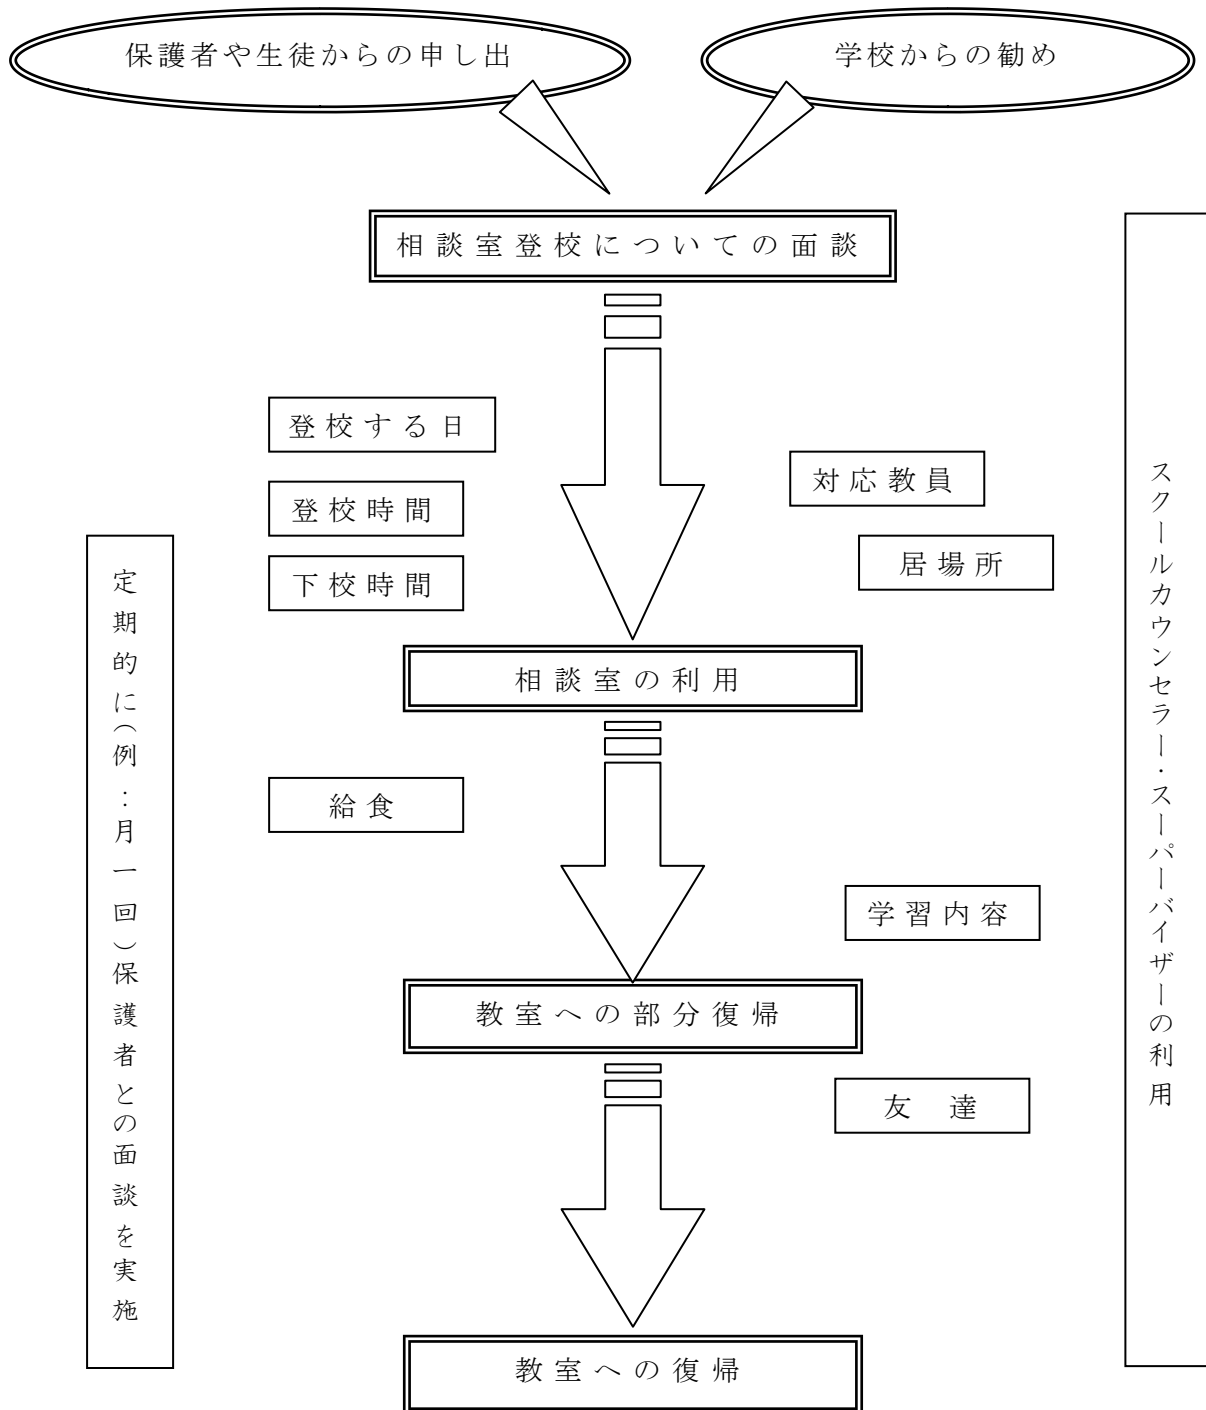 保護者や生徒からの申し出
学校からの勧め
相談室登校についての面談
登校する日
対応教員
登校時間
居場所
下校時間
相談室の利用
給食
学習内容
教室への部分復帰
友　達
教室への復帰
定期的に（例：月一回）保護者との面談を実施
スクールカウンセラー・スーパーバイザーの利用